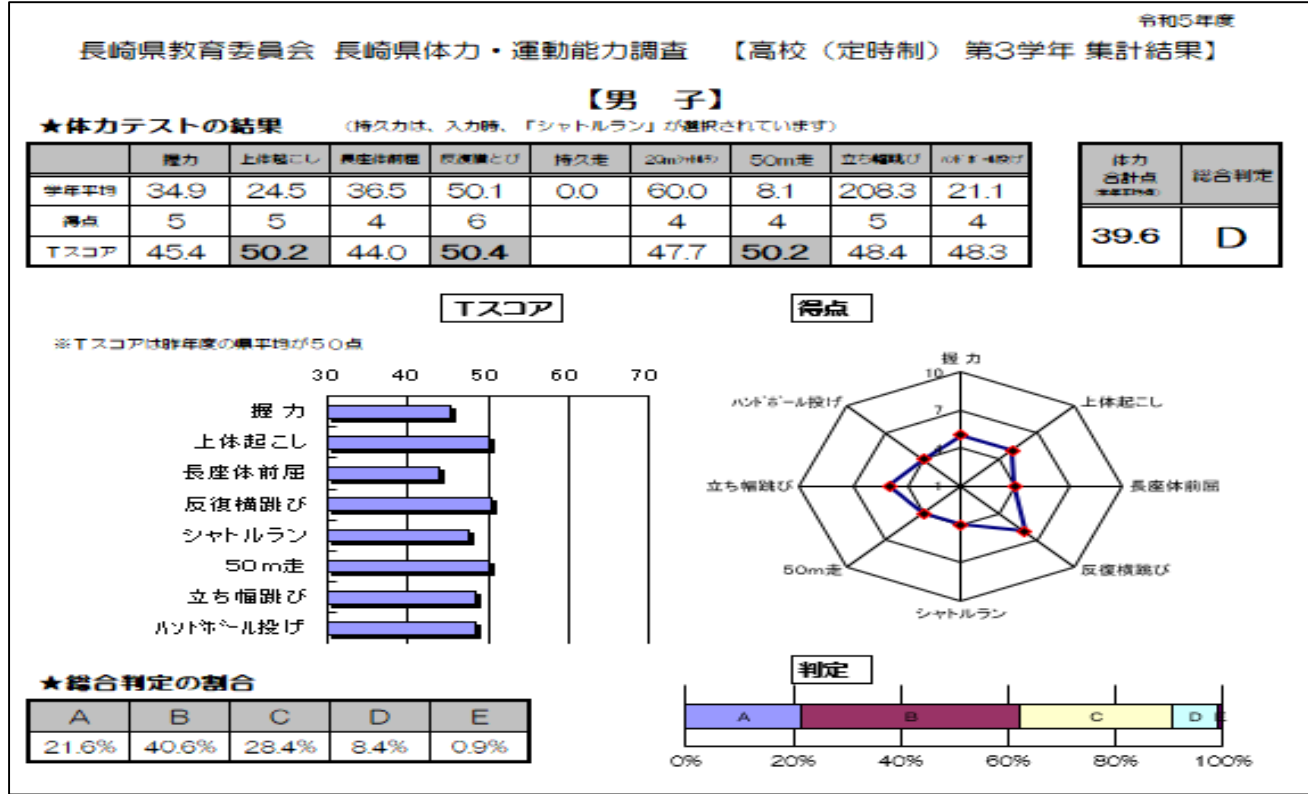 令和5年度
長崎県教育委員会 長崎県体力・運動能力調査 【高校（定時制） 第3学年 集計結果】
【男 子】
★体力テストの結果 （持久力は、入力時、「シャトルラン」が選択されています）
握力 上体起こし 長座体前屈 反復横とび 持久走 20mｼｬﾄﾙﾗﾝ 50m走 立ち幅跳び ﾊﾝﾄﾞﾎﾞｰﾙ投げ
学年平均 34.9 24.5 36.5 50.1 0.0 60.0 8.1 208.3 21.1
得点 5 5 4 6 4 4 5 4
Tスコア 45.4 50.2 44.0 50.4 47.7 50.2 48.4 48.3
体力
合計点 総合判定
39.6 D
Tスコア
※Tスコアは昨年度の県平均が50点
30 40 50 60 70
握力
上体起こし
長座体前屈
反復横跳び
シャトルラン
50m走
立ち幅跳び
ﾊﾝﾄﾞﾎﾞｰﾙ投げ
得点
握力
10
7
4
1
上体起こし
長座体前屈
反復横跳び
シャトルラン
50m走
立ち幅跳び
ﾊﾝﾄﾞﾎﾞｰﾙ投げ
★総合判定の割合
A B C D E
21.6% 40.6% 28.4% 8.4% 0.9%
判定
A B C D E
0% 20% 40% 60% 80% 100%